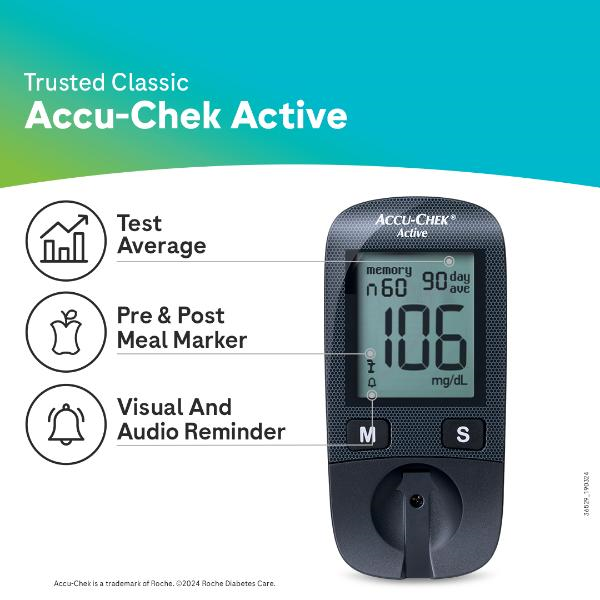 Trusted Classic
Accu-Chek Active
Test
Average
Pre & Post
Meal Marker
Visual And
Audio Reminder
ACCU-CHEK®
Active
memory
n60
90 day
ave
106
mg/dL
M
S
36829_190324
Accu-Chek is a trademark of Roche. ©2024 Roche Diabetes Care.